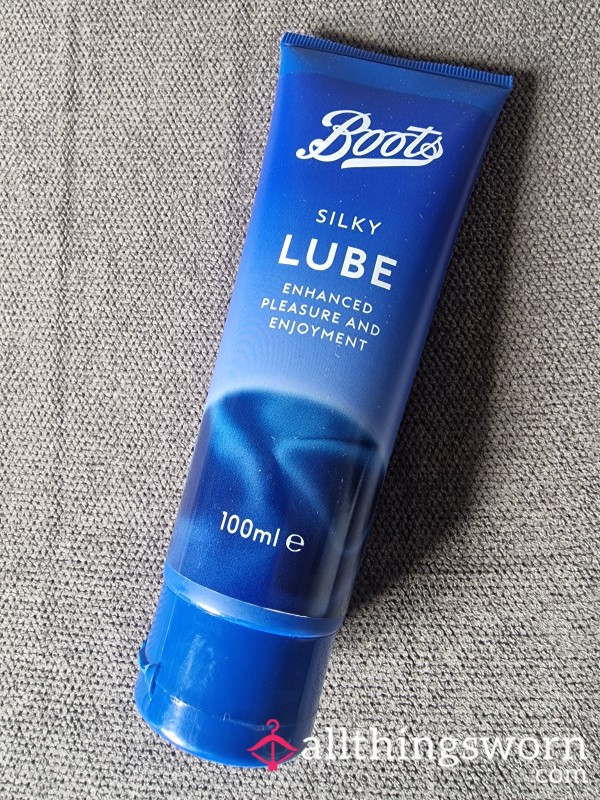 Boots
SILKY
LUBE
ENHANCED
PLEASURE AND
ENJOYMENT
100ml ℮
allthingsworn
.com